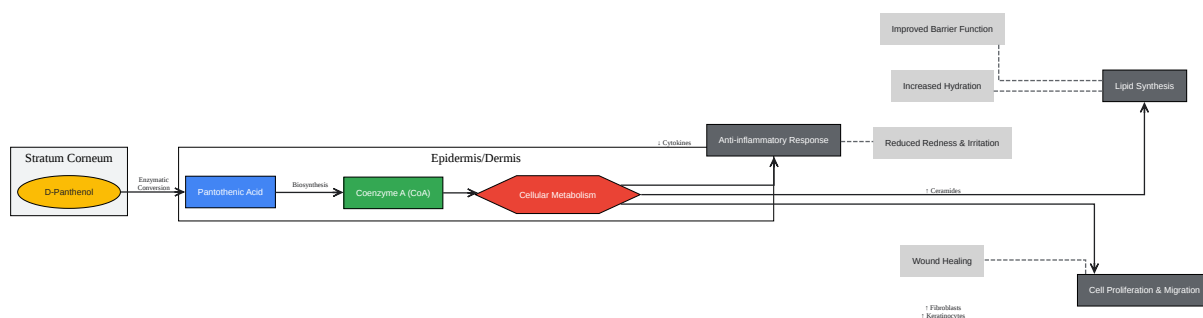 Improved Barrier Function
Increased Hydration
Lipid Synthesis
Anti-inflammatory Response
↓ Cytokines
Reduced Redness & Irritation
Stratum Corneum
Epidermis/Dermis
D-Panthenol
Enzymatic
Conversion
Pantothenic Acid
Biosynthesis
Coenzyme A (CoA)
Cellular Metabolism
↑ Ceramides
Wound Healing
Cell Proliferation & Migration
↑ Fibroblasts
↑ Keratinocytes